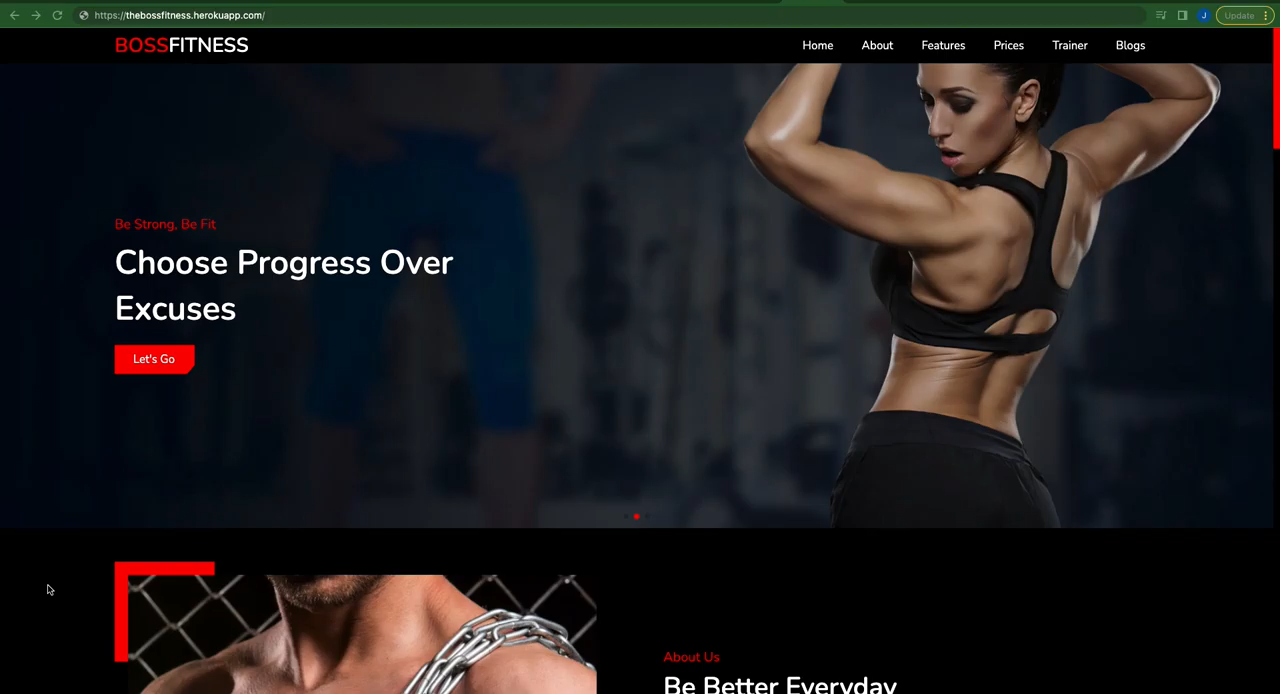 https://thebossfitness.herokuapp.com/
J
Update
BOSSFITNESS
Home About Features Prices Trainer Blogs
Be Strong, Be Fit
Choose Progress Over
Excuses
Let's Go
About Us
Be Better Everyday